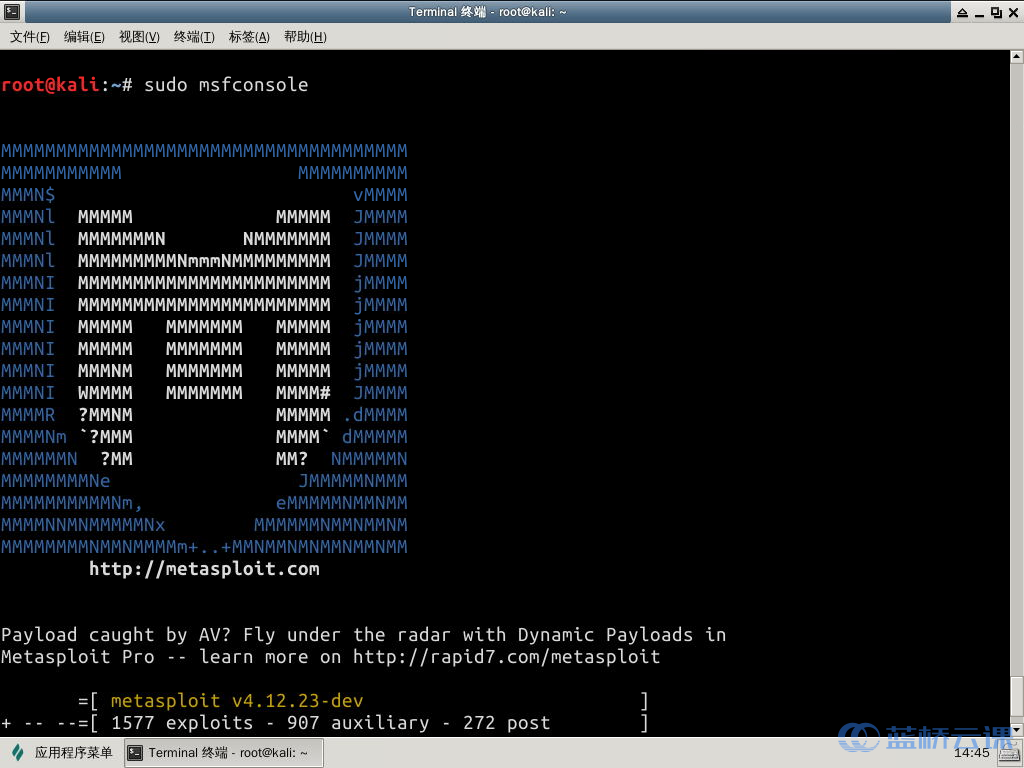 Terminal 终端 - root@kali: ~
文件(F) 编辑(E) 视图(V) 终端(T) 标签(A) 帮助(H)
root@kali:~# sudo msfconsole
MMMMMMMMMMMMMMMMMMMMMMMMMMMMMMMMMMMMM
MMMMMMMMMMM                MMMMMMMMMM
MMMN$                           vMMMM
MMMNl  MMMMM             MMMMM  JMMMM
MMMNl  MMMMMMMN       NMMMMMMM  JMMMM
MMMNl  MMMMMMMMMNmmmNMMMMMMMMM  JMMMM
MMMNI  MMMMMMMMMMMMMMMMMMMMMMM  jMMMM
MMMNI  MMMMMMMMMMMMMMMMMMMMMMM  jMMMM
MMMNI  MMMMM   MMMMMMM   MMMMM  jMMMM
MMMNI  MMMMM   MMMMMMM   MMMMM  jMMMM
MMMNI  MMMNM   MMMMMMM   MMMMM  jMMMM
MMMNI  WMMMM   MMMMMMM   MMMM#  JMMMM
MMMMR  ?MMNM             MMMMM .dMMMM
MMMMNm `?MMM             MMMM` dMMMMM
MMMMMMN  ?MM             MM?  NMMMMMN
MMMMMMMMNe                 JMMMMMNMMM
MMMMMMMMMMNm,            eMMMMMNMMNMM
MMMMNNMNMMMMMNx        MMMMMMNMMNMMNM
MMMMMMMMNMMNMMMMm+..+MMNMMNMNMMNMMNMM
http://metasploit.com
Payload caught by AV? Fly under the radar with Dynamic Payloads in
Metasploit Pro -- learn more on http://rapid7.com/metasploit
=[ metasploit v4.12.23-dev ]
+ -- --=[ 1577 exploits - 907 auxiliary - 272 post ]
蓝桥云课
应用程序菜单 Terminal 终端 - root@kali: ~ 14:45